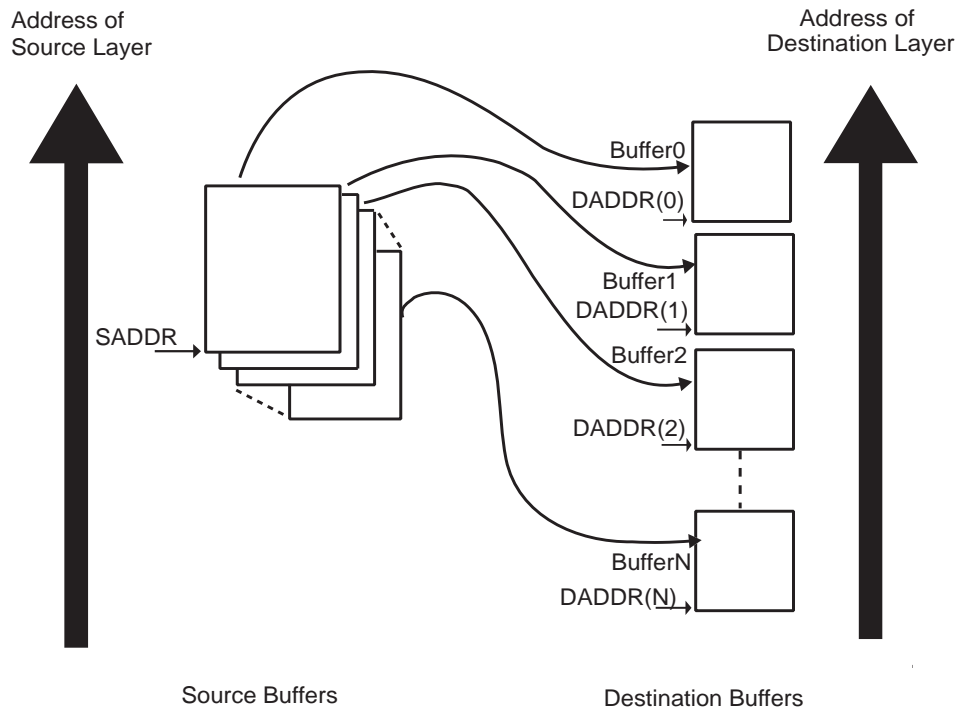 Address of
Source Layer
Address of
Destination Layer
Buffer0
DADDR(0)
Buffer1
DADDR(1)
SADDR
Buffer2
DADDR(2)
BufferN
DADDR(N)
Source Buffers
Destination Buffers